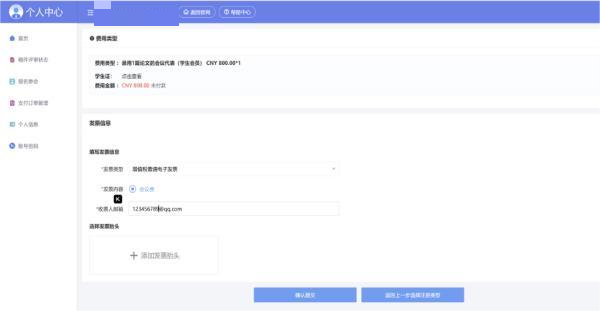 个人中心
返回官网
帮助中心
首页
稿件评审状态
报名参会
支付订单管理
个人信息
账号密码
费用类型
费用类型： 录用1篇论文的会议代表（学生会员） CNY 800.00*1
学生证： 点击查看
费用金额： CNY 800.00 未付款
发票信息
填写发票信息
*发票类型 增值税普通电子发票
*发票内容 会议费
K
*收票人邮箱 123456789@qq.com
选择发票抬头
添加发票抬头
确认提交
返回上一步选择注册类型